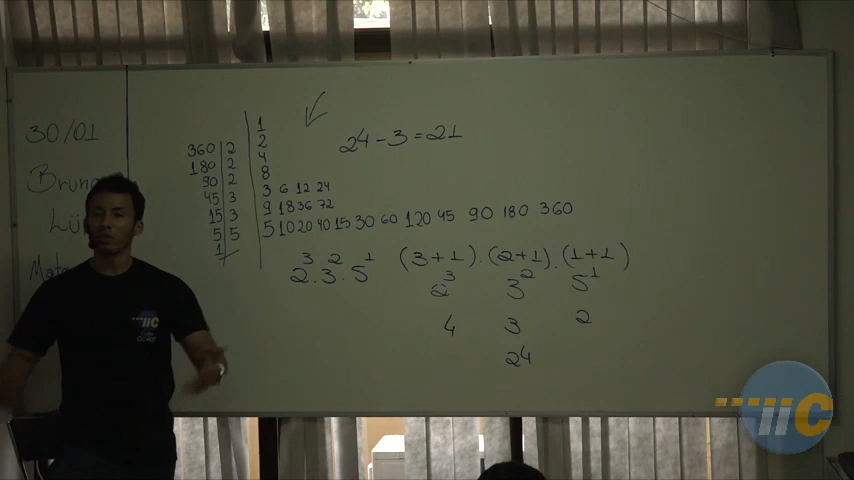 30/01
Brun
Lú
Mat
360 2
180 2
90 2
45 3
15 3
5 5
1
1
2
4
8
3 6 12 24
9 18 36 72
5 10 20 40 15 30 60 120 45 90 180 360
24 - 3 = 21
2³ . 3² . 5¹ (3+1) . (2+1) . (1+1)
2³ 3² 5¹
4 3 2
24
iiC
iiC